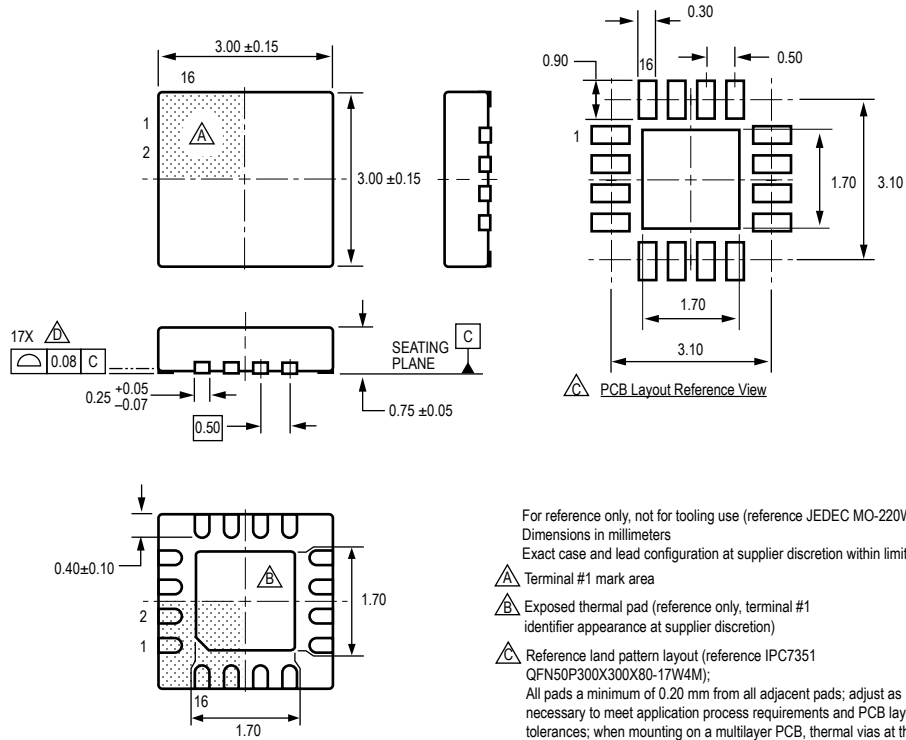 3.00 ±0.15
16
1
2
A
3.00 ±0.15
0.30
0.90
16
0.50
1
1.70
3.10
1.70
3.10
C PCB Layout Reference View
17X D
0.08 C
SEATING
PLANE
C
0.25 +0.05
–0.07
0.50
0.75 ±0.05
0.40±0.10
B
1.70
2
1
16
1.70
For reference only, not for tooling use (reference JEDEC MO-220W
Dimensions in millimeters
Exact case and lead configuration at supplier discretion within limit
A Terminal #1 mark area
B Exposed thermal pad (reference only, terminal #1
identifier appearance at supplier discretion)
C Reference land pattern layout (reference IPC7351
QFN50P300X300X80-17W4M);
All pads a minimum of 0.20 mm from all adjacent pads; adjust as
necessary to meet application process requirements and PCB lay
tolerances; when mounting on a multilayer PCB, thermal vias at th